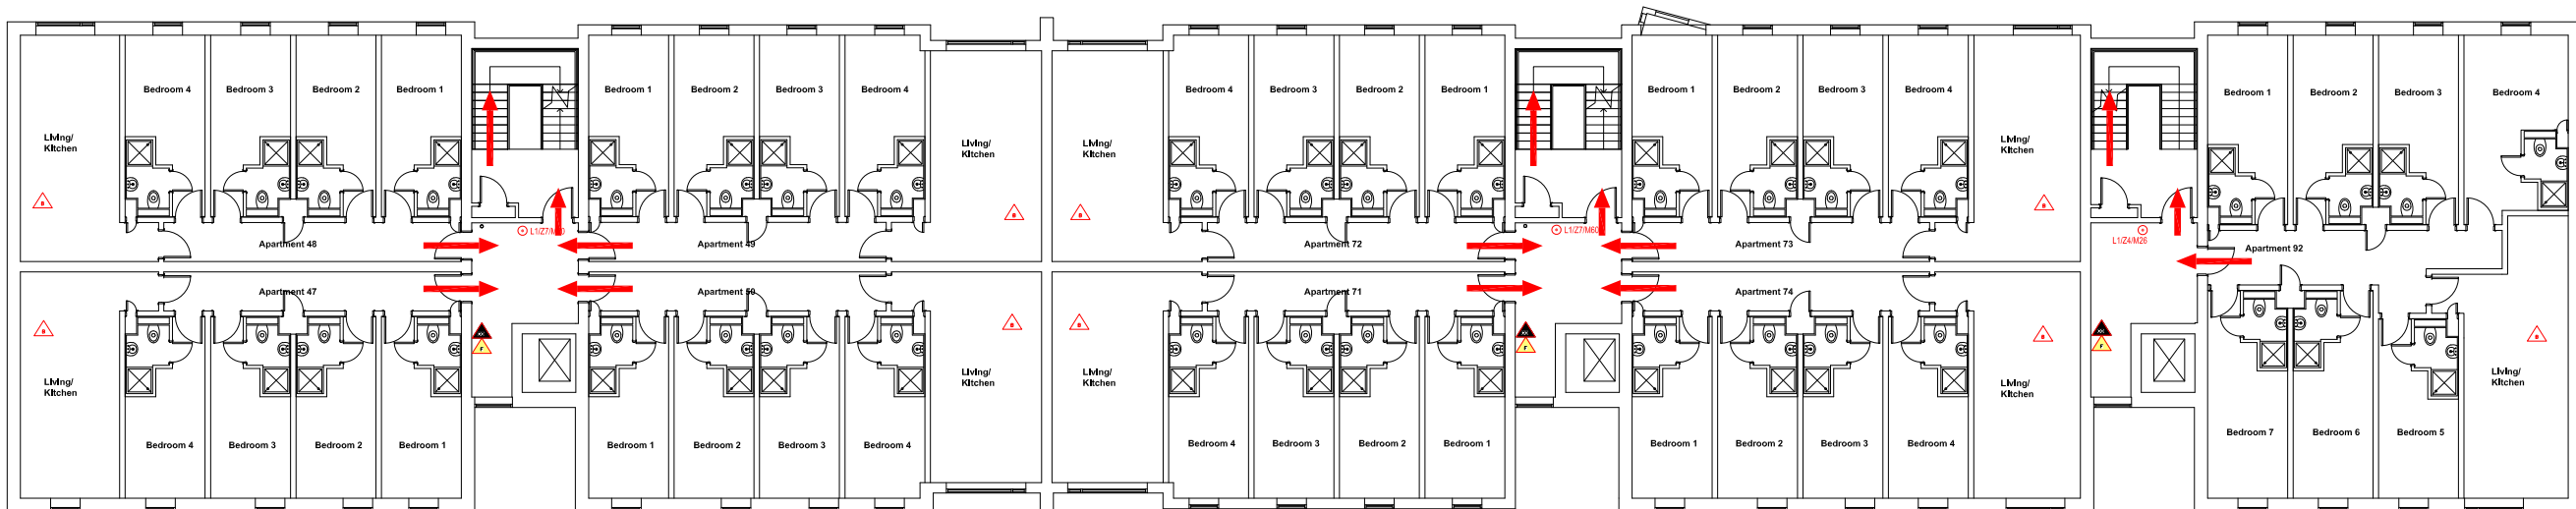 Bedroom 4
Bedroom 3
Bedroom 2
Bedroom 1
Bedroom 1
Bedroom 2
Bedroom 3
Bedroom 4
Bedroom 4
Bedroom 3
Bedroom 2
Bedroom 1
Bedroom 1
Bedroom 2
Bedroom 3
Bedroom 4
Bedroom 1
Bedroom 2
Bedroom 3
Bedroom 4
Living/
Kitchen
Living/
Kitchen
Living/
Kitchen
Living/
Kitchen
L1/Z7/M
L1/Z7/M60
L1/Z4/M26
Apartment 48
Apartment 49
Apartment 72
Apartment 73
Apartment 92
Apartment 47
Apartment 50
Apartment 71
Apartment 74
F
F
F
Living/
Kitchen
Living/
Kitchen
Living/
Kitchen
Living/
Kitchen
Living/
Kitchen
Bedroom 4
Bedroom 3
Bedroom 2
Bedroom 1
Bedroom 1
Bedroom 2
Bedroom 3
Bedroom 4
Bedroom 4
Bedroom 3
Bedroom 2
Bedroom 1
Bedroom 1
Bedroom 2
Bedroom 3
Bedroom 4
Bedroom 7
Bedroom 6
Bedroom 5